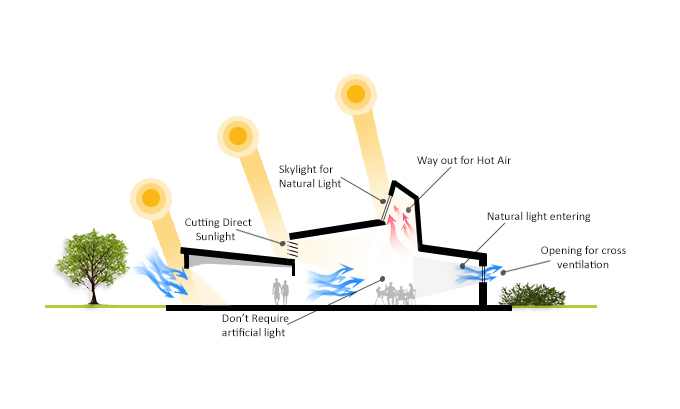 Way out for Hot Air
Skylight for
Natural Light
Natural light entering
Cutting Direct
Sunlight
Opening for cross
ventilation
Don't Require
artificial light